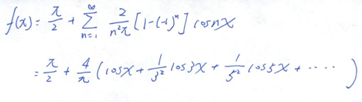 f(x) = π/2 + ∑_{n=1}^{∞} 2/(n²π) [1-(-1)ⁿ] cos nx
= π/2 + 4/π (cos x + 1/3² cos 3x + 1/5² cos 5x + ‥‥‥)